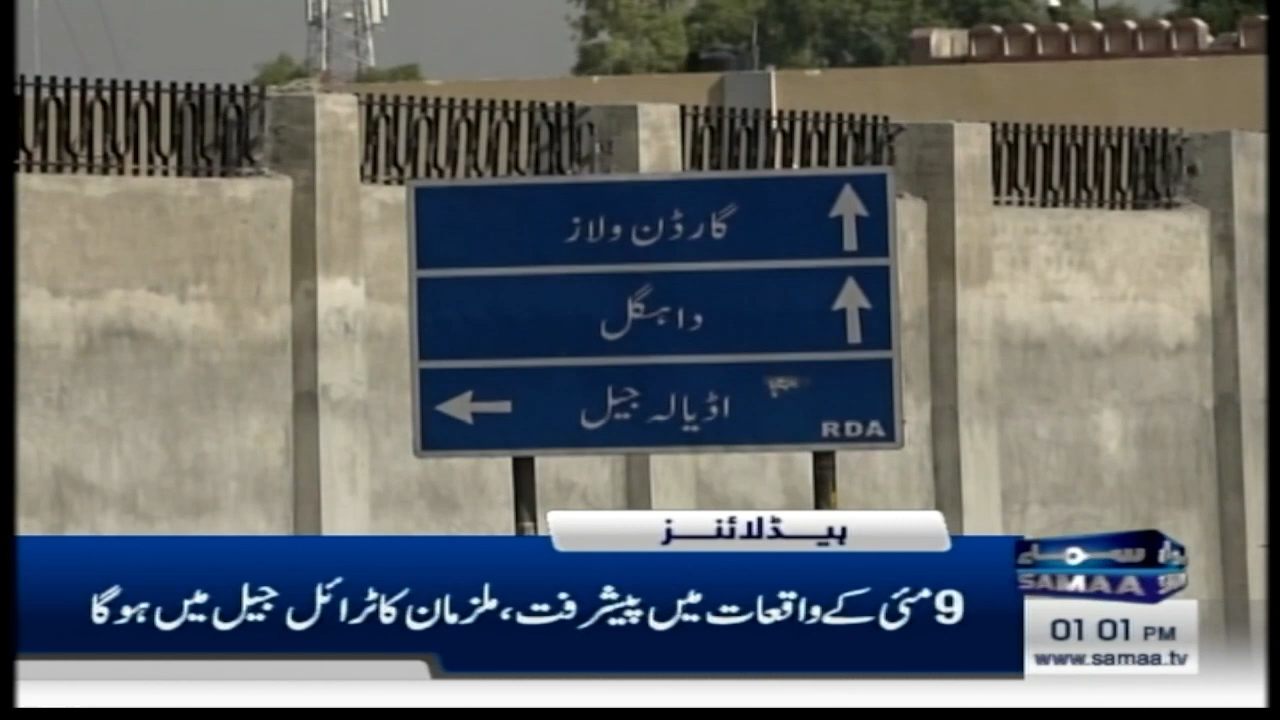 گارڈن ولاز
داہگل
اڈیالہ جیل
RDA
ہیڈلائنز
9 مئی کے واقعات میں پیشرفت، ملزمان کا ٹرائل جیل میں ہوگا
سماء
SAMAA
01 01 PM
www.samaa.tv